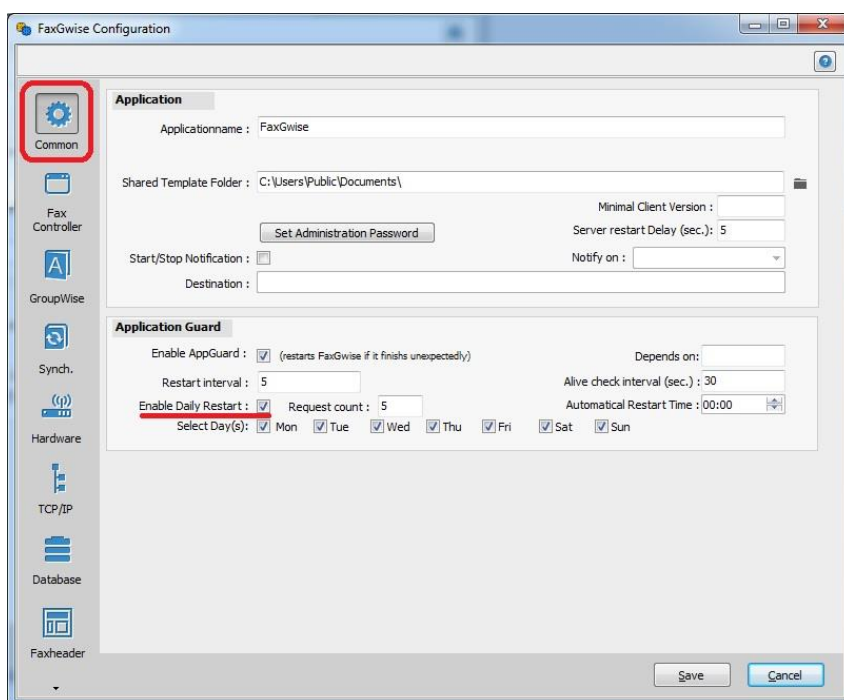 FaxGwise Configuration
Common
Fax
Controller
GroupWise
Synch.
Hardware
TCP/IP
Database
Faxheader
Application
Applicationname : FaxGwise
Shared Template Folder : C:\Users\Public\Documents\
Minimal Client Version :
Set Administration Password Server restart Delay (sec.): 5
Start/Stop Notification : Notify on :
Destination :
Application Guard
Enable AppGuard : (restarts FaxGwise if it finishs unexpectedly) Depends on:
Restart interval : 5 Alive check interval (sec.) : 30
Enable Daily Restart : Request count : 5 Automatical Restart Time : 00:00
Select Day(s): Mon Tue Wed Thu Fri Sat Sun
Save Cancel